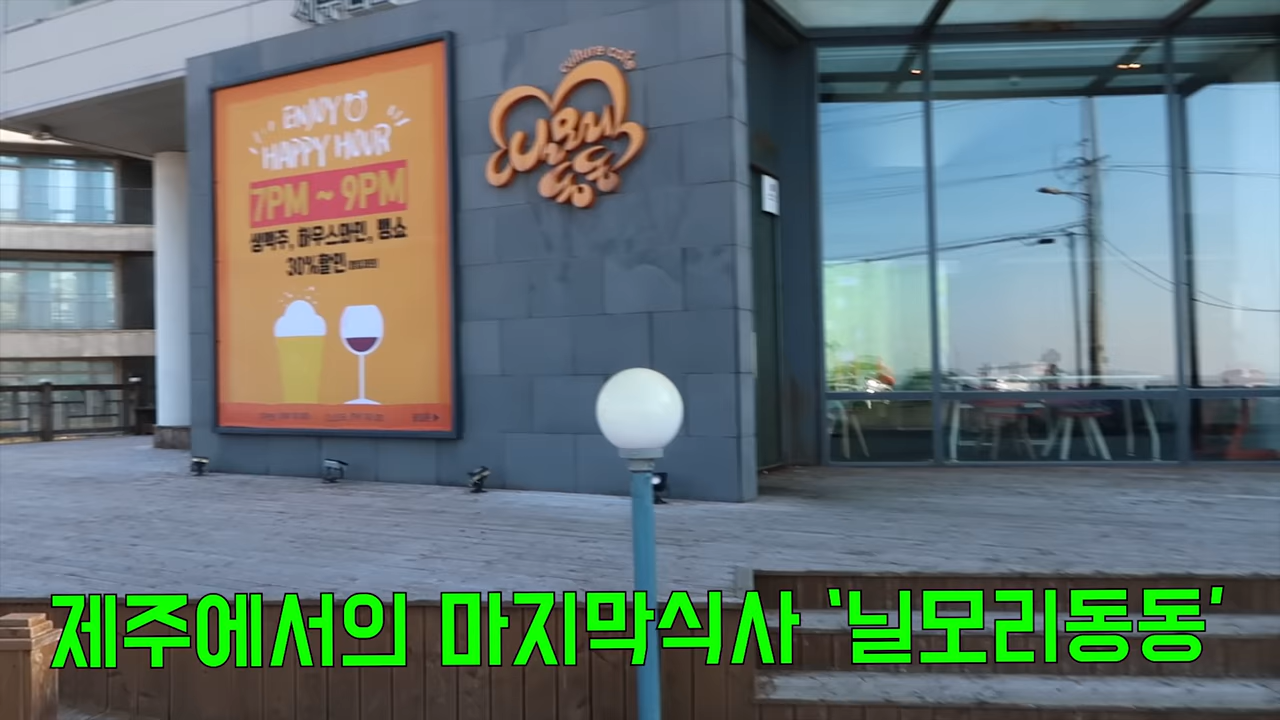 culture cafe
닐모리
동동
ENJOY
HAPPY HOUR
7PM ~ 9PM
생맥주, 하우스와인, 뱅쇼
30%할인
제주에서의 마지막식사 '닐모리동동'